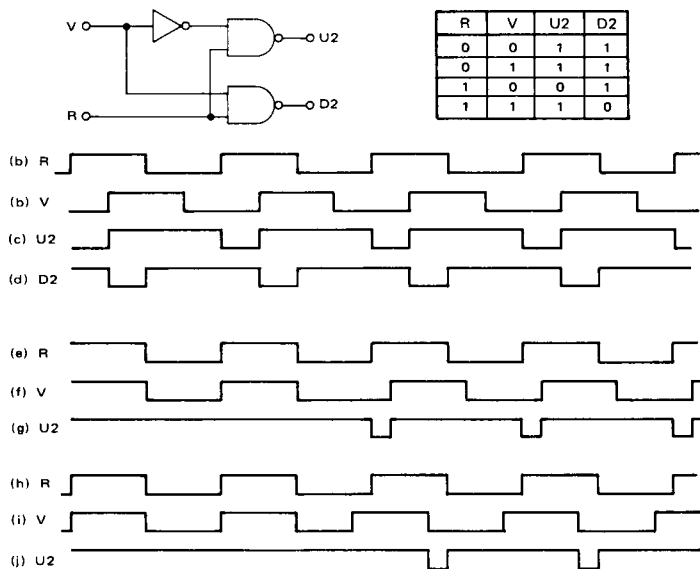 V
U2
D2
R
R V U2 D2
0 0 1 1
0 1 1 1
1 0 0 1
1 1 1 0
(b) R
(b) V
(c) U2
(d) D2
(e) R
(f) V
(g) U2
(h) R
(i) V
(j) U2